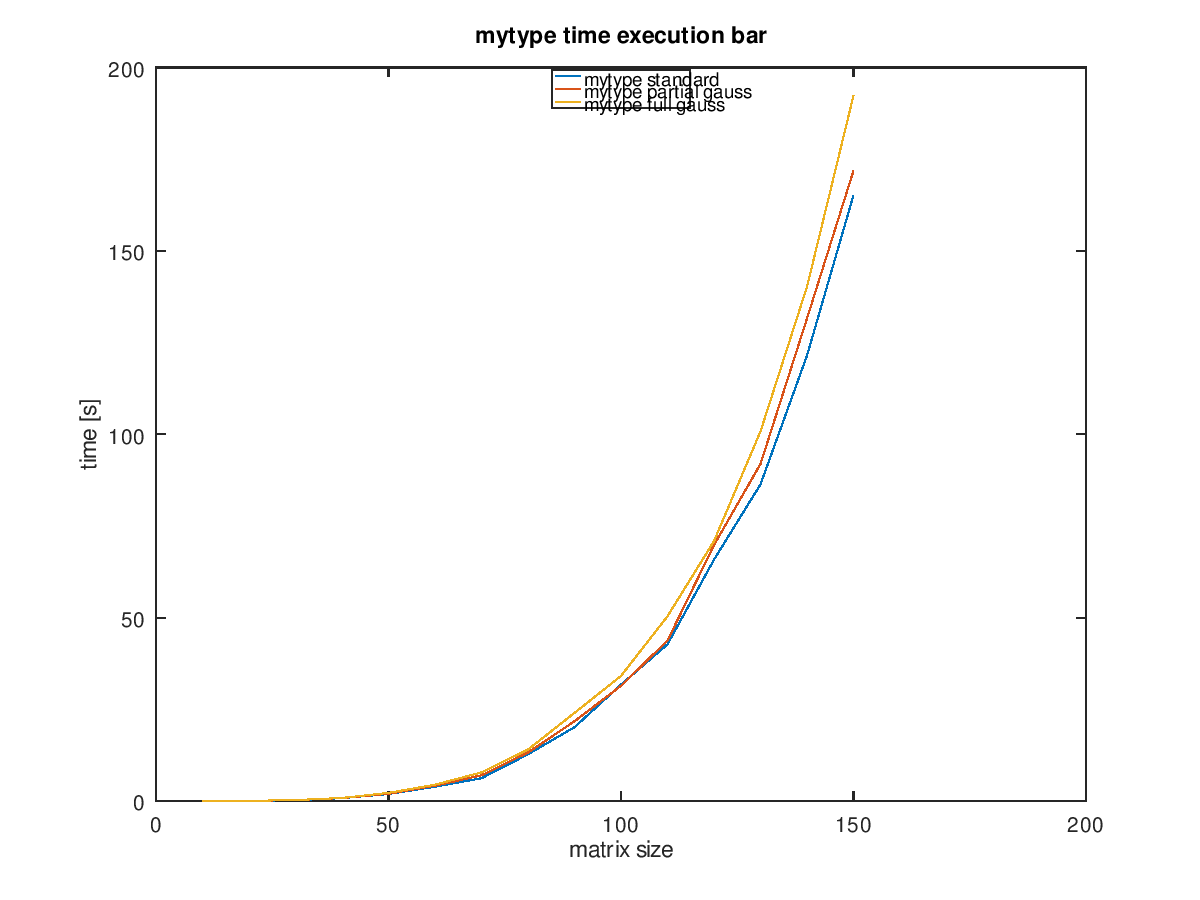 mytype time execution bar
200
mytype standard
mytype partial gauss
mytype full gauss
150
time [s]
100
50
0
0 50 100 150 200
matrix size